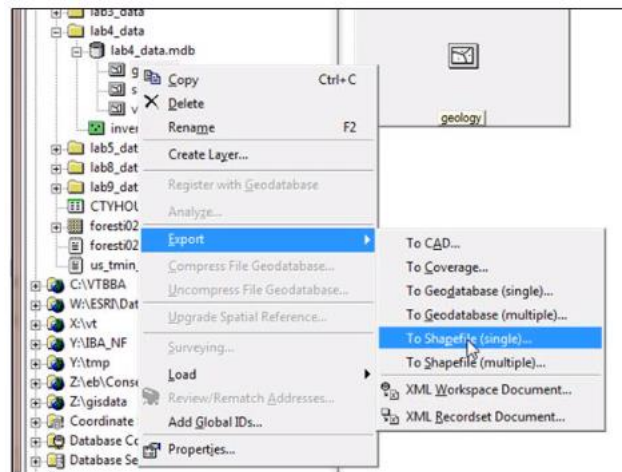 lab3_data
lab4_data
lab4_data.mdb
g
s
v
inver
lab5_dat
lab8_dat
lab9_dat
CTYHOU
foresti02
foresti02
us_tmin_
C:\VTBBA
W:\ESRI\Dat
X:\vt
Y:\IBA_NF
Y:\tmp
Z:\eb\Conse
Z:\gisdata
Coordinate
Database Co
Database Se
geology
Copy Ctrl+C
Delete
Rename F2
Create Layer...
Register with Geodatabase
Analyze...
Export
Compress File Geodatabase...
Uncompress File Geodatabase...
Upgrade Spatial Reference...
Surveying...
Load
Review/Rematch Addresses...
Add Global IDs...
Properties...
To CAD...
To Coverage...
To Geodatabase (single)...
To Geodatabase (multiple)...
To Shapefile (single)...
To Shapefile (multiple)...
XML Workspace Document...
XML Recordset Document...